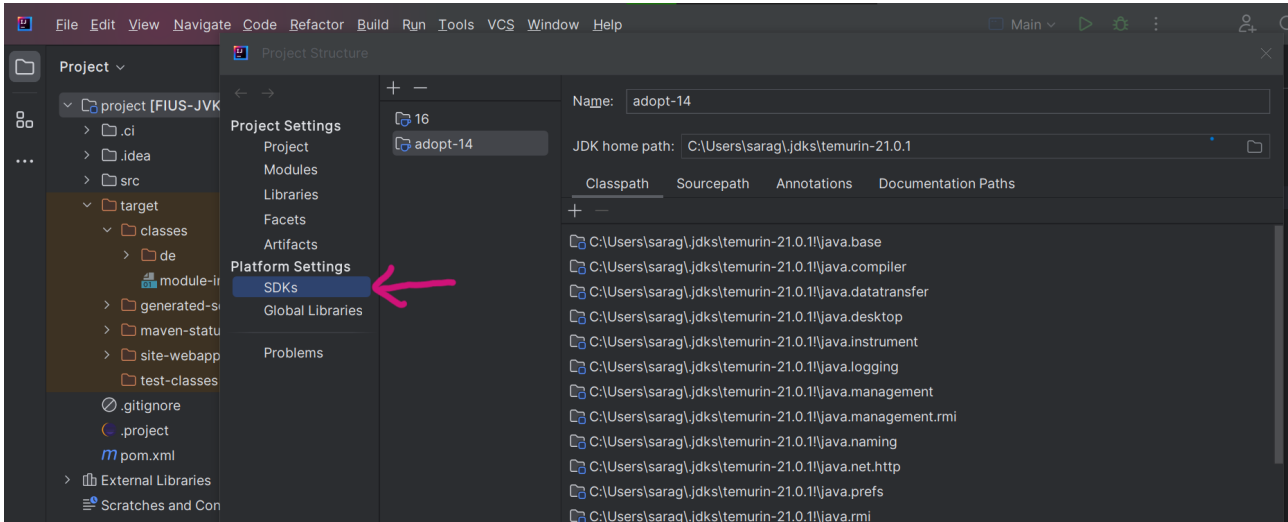 File Edit View Navigate Code Refactor Build Run Tools VCS Window Help Main
Project
project [FIUS-JVK
.ci
.idea
src
target
classes
de
module-i
generated-s
maven-statu
site-webapp
test-classes
.gitignore
.project
pom.xml
External Libraries
Scratches and Con
Project Structure
Project Settings
Project
Modules
Libraries
Facets
Artifacts
Platform Settings
SDKs
Global Libraries
Problems
16
adopt-14
Name: adopt-14
JDK home path: C:\Users\sarag\.jdks\temurin-21.0.1
Classpath Sourcepath Annotations Documentation Paths
C:\Users\sarag\.jdks\temurin-21.0.1!\java.base
C:\Users\sarag\.jdks\temurin-21.0.1!\java.compiler
C:\Users\sarag\.jdks\temurin-21.0.1!\java.datatransfer
C:\Users\sarag\.jdks\temurin-21.0.1!\java.desktop
C:\Users\sarag\.jdks\temurin-21.0.1!\java.instrument
C:\Users\sarag\.jdks\temurin-21.0.1!\java.logging
C:\Users\sarag\.jdks\temurin-21.0.1!\java.management
C:\Users\sarag\.jdks\temurin-21.0.1!\java.management.rmi
C:\Users\sarag\.jdks\temurin-21.0.1!\java.naming
C:\Users\sarag\.jdks\temurin-21.0.1!\java.net.http
C:\Users\sarag\.jdks\temurin-21.0.1!\java.prefs
C:\Users\sarag\.jdks\temurin-21.0.1!\java.rmi